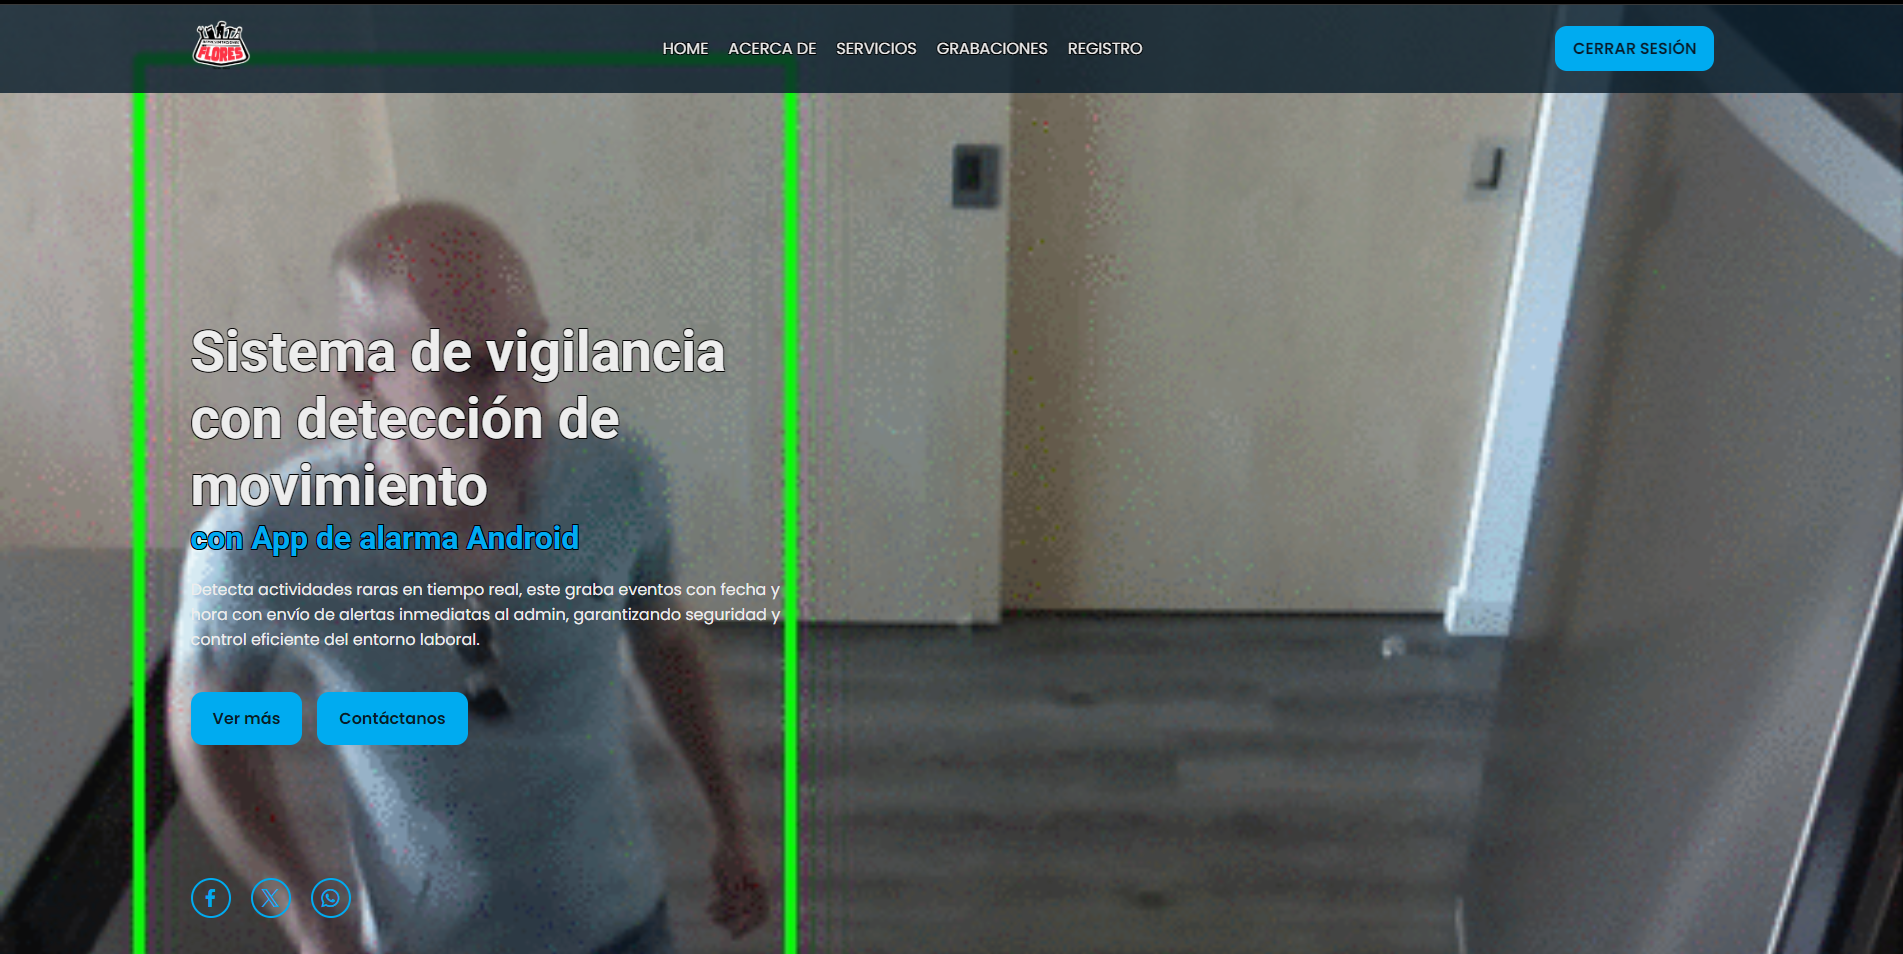 FLORES
HOME ACERCA DE SERVICIOS GRABACIONES REGISTRO
CERRAR SESIÓN
Sistema de vigilancia
con detección de
movimiento
con App de alarma Android
Detecta actividades raras en tiempo real, este graba eventos con fecha y
hora con envío de alertas inmediatas al admin, garantizando seguridad y
control eficiente del entorno laboral.
Ver más Contáctanos